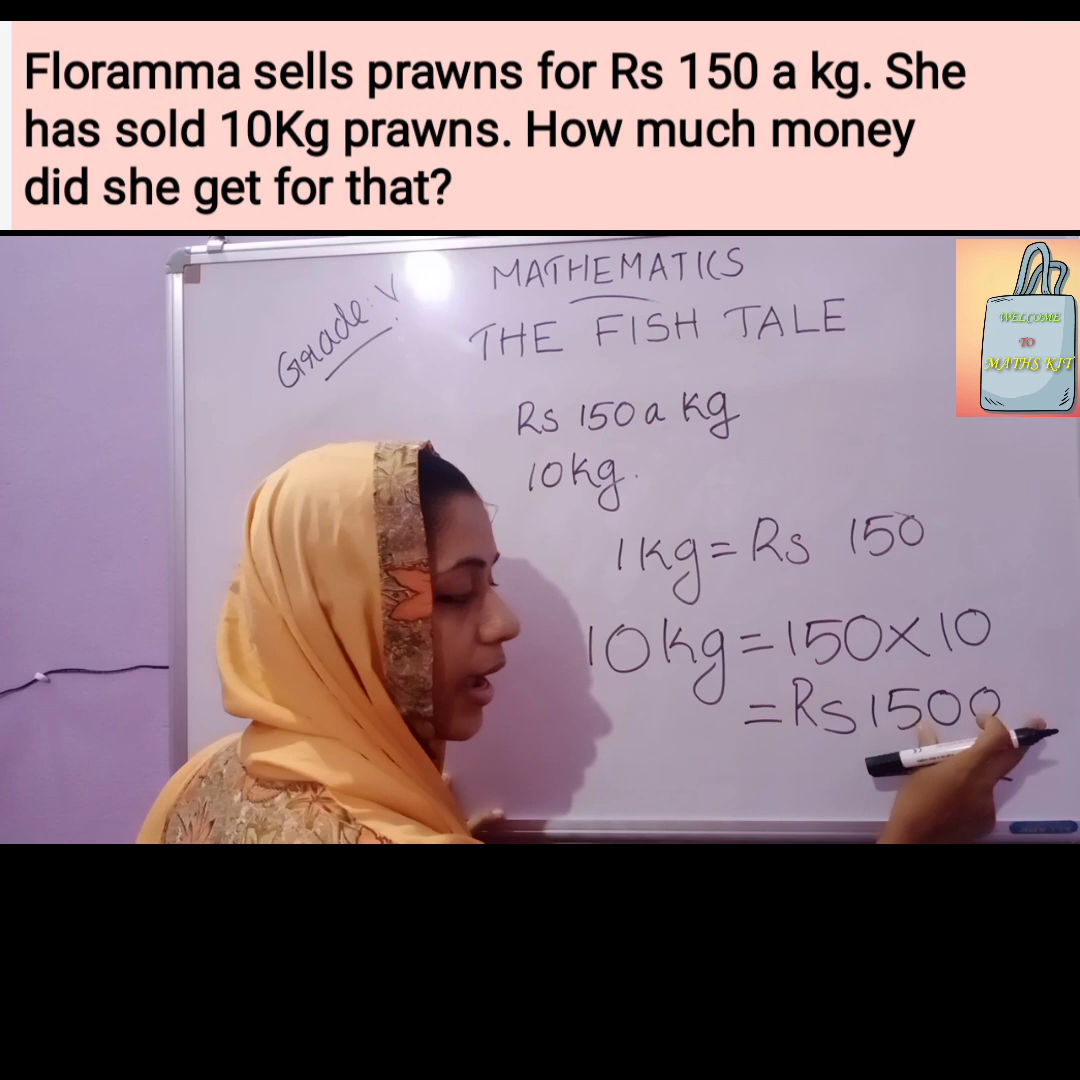 Floramma sells prawns for Rs 150 a kg. She
has sold 10Kg prawns. How much money
did she get for that?
MATHEMATICS
Grade: V
THE FISH TALE
WELCOME
TO
MATHS KIT
Rs 150 a kg
10kg.
1kg = Rs 150
10kg = 150 X 10
= Rs 1500